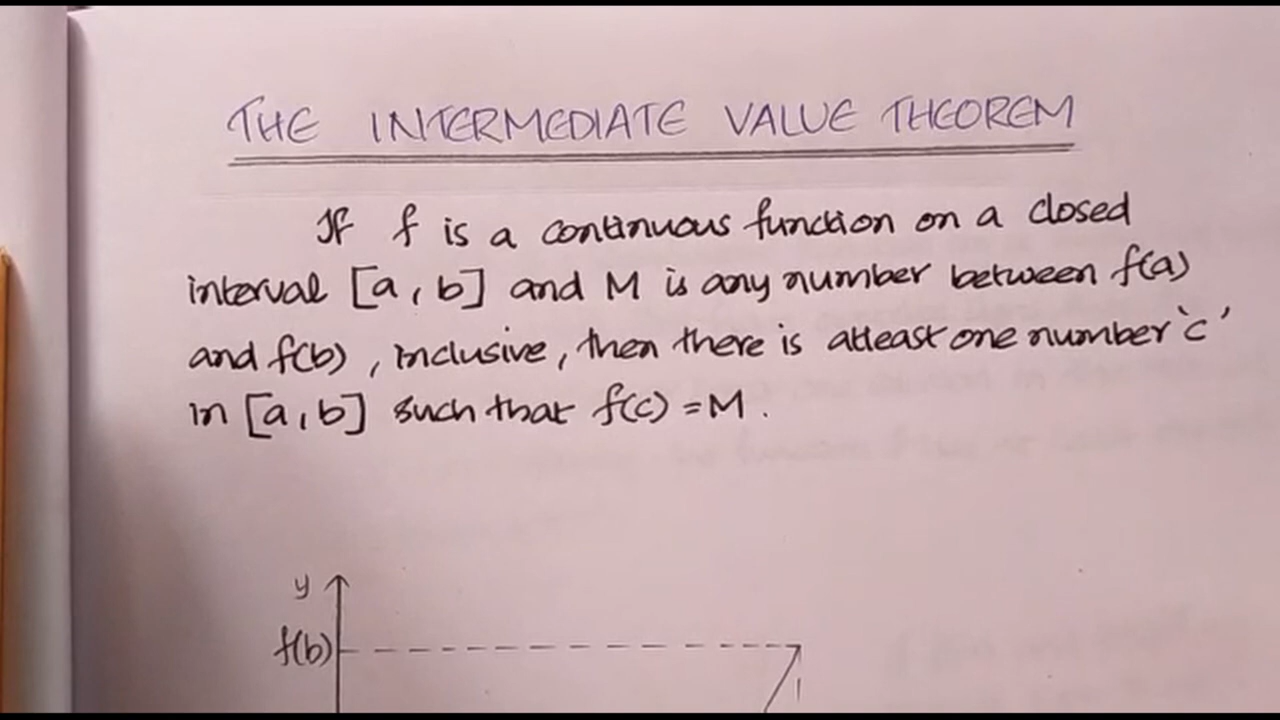 THE INTERMEDIATE VALUE THEOREM
If f is a continuous function on a closed
interval [a, b] and M is any number between f(a)
and f(b), inclusive, then there is atleast one number 'c'
in [a, b] such that f(c) = M.
y
f(b)